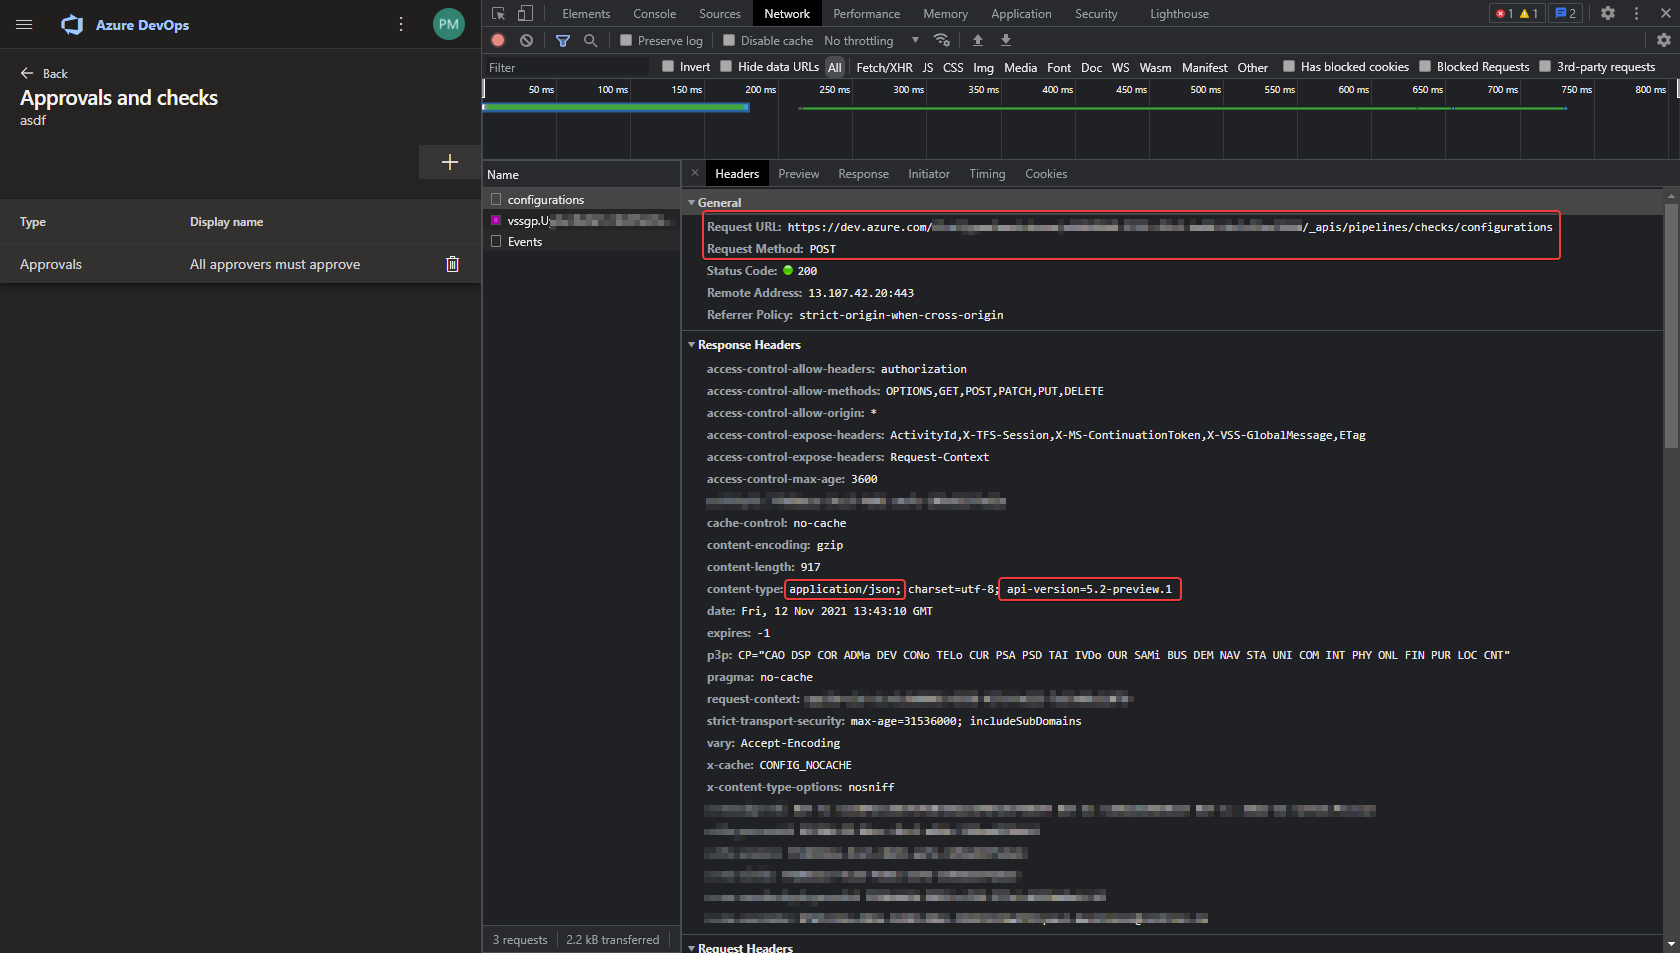 Azure DevOps
PM
Back
Approvals and checks
asdf
Type Display name
Approvals All approvers must approve
Elements Console Sources Network Performance Memory Application Security Lighthouse 1 1 2
Preserve log Disable cache No throttling
Filter Invert Hide data URLs All Fetch/XHR JS CSS Img Media Font Doc WS Wasm Manifest Other Has blocked cookies Blocked Requests 3rd-party requests
50 ms 100 ms 150 ms 200 ms 250 ms 300 ms 350 ms 400 ms 450 ms 500 ms 550 ms 600 ms 650 ms 700 ms 750 ms 800 ms
Name
configurations
vssgp.Uy
Events
3 requests 2.2 kB transferred
Headers Preview Response Initiator Timing Cookies
General
Request URL: https://dev.azure.com/ /_apis/pipelines/checks/configurations
Request Method: POST
Status Code: 200
Remote Address: 13.107.42.20:443
Referrer Policy: strict-origin-when-cross-origin
Response Headers
access-control-allow-headers: authorization
access-control-allow-methods: OPTIONS,GET,POST,PATCH,PUT,DELETE
access-control-allow-origin: *
access-control-expose-headers: ActivityId,X-TFS-Session,X-MS-ContinuationToken,X-VSS-GlobalMessage,ETag
access-control-expose-headers: Request-Context
access-control-max-age: 3600
cache-control: no-cache
content-encoding: gzip
content-length: 917
content-type: application/json; charset=utf-8; api-version=5.2-preview.1
date: Fri, 12 Nov 2021 13:43:10 GMT
expires: -1
p3p: CP="CAO DSP COR ADMa DEV CONo TELo CUR PSA PSD TAI IVDo OUR SAMi BUS DEM NAV STA UNI COM INT PHY ONL FIN PUR LOC CNT"
pragma: no-cache
request-context:
strict-transport-security: max-age=31536000; includeSubDomains
vary: Accept-Encoding
x-cache: CONFIG_NOCACHE
x-content-type-options: nosniff
Request Headers